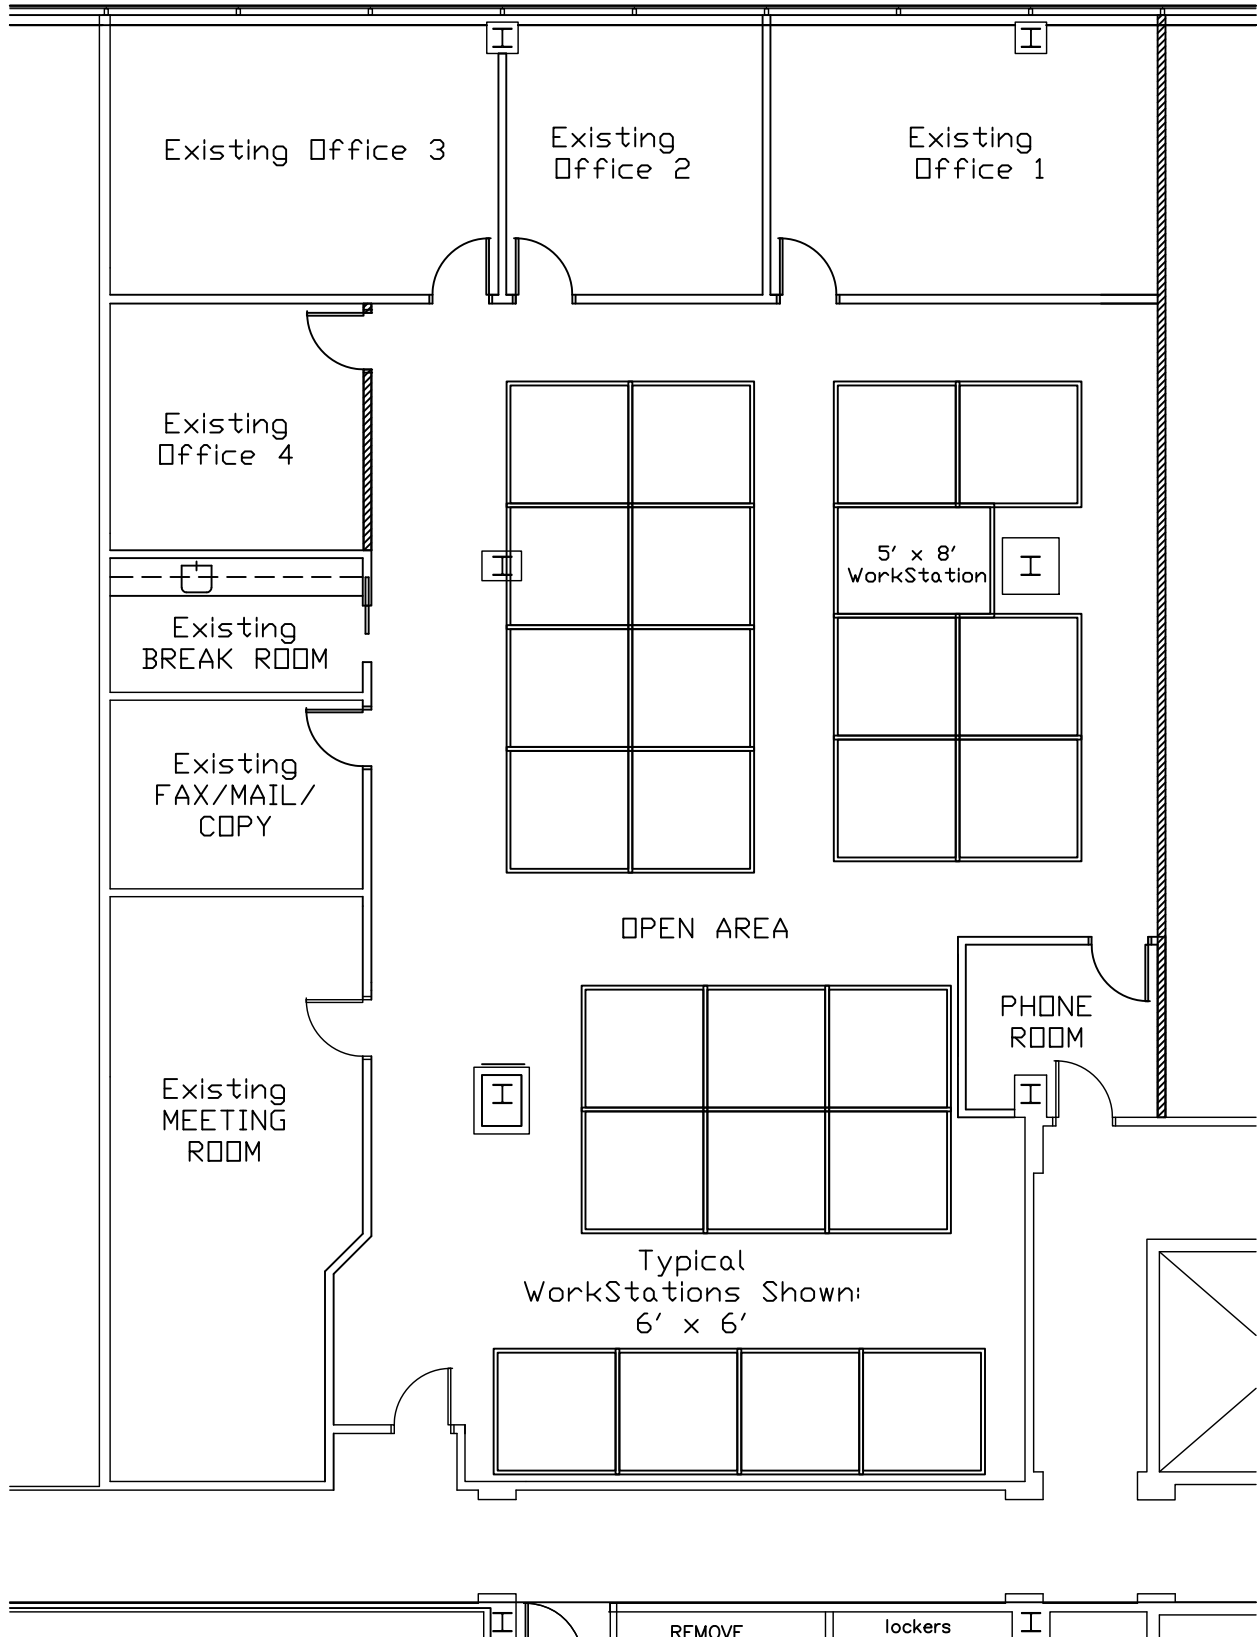 Existing Office 3
Existing
Office 2
Existing
Office 1
Existing
Office 4
5' x 8'
WorkStation
Existing
BREAK ROOM
Existing
FAX/MAIL/
COPY
OPEN AREA
PHONE
ROOM
Existing
MEETING
ROOM
Typical
WorkStations Shown:
6' x 6'
REMOVE
lockers